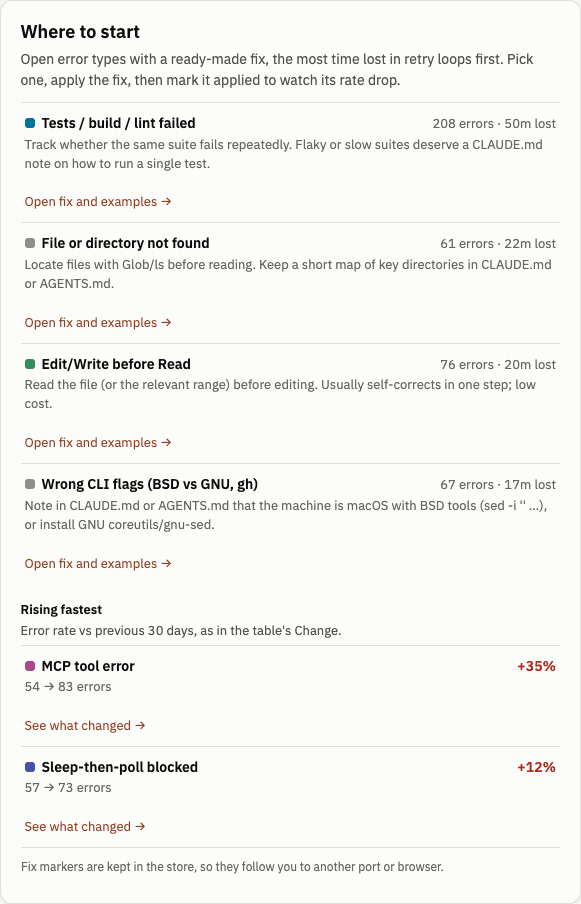 Where to start
Open error types with a ready-made fix, the most time lost in retry loops first. Pick
one, apply the fix, then mark it applied to watch its rate drop.
Tests / build / lint failed 208 errors · 50m lost
Track whether the same suite fails repeatedly. Flaky or slow suites deserve a CLAUDE.md
note on how to run a single test.
Open fix and examples →
File or directory not found 61 errors · 22m lost
Locate files with Glob/ls before reading. Keep a short map of key directories in CLAUDE.md
or AGENTS.md.
Open fix and examples →
Edit/Write before Read 76 errors · 20m lost
Read the file (or the relevant range) before editing. Usually self-corrects in one step; low
cost.
Open fix and examples →
Wrong CLI flags (BSD vs GNU, gh) 67 errors · 17m lost
Note in CLAUDE.md or AGENTS.md that the machine is macOS with BSD tools (sed -i '' …),
or install GNU coreutils/gnu-sed.
Open fix and examples →
Rising fastest
Error rate vs previous 30 days, as in the table's Change.
MCP tool error +35%
54 → 83 errors
See what changed →
Sleep-then-poll blocked +12%
57 → 73 errors
See what changed →
Fix markers are kept in the store, so they follow you to another port or browser.